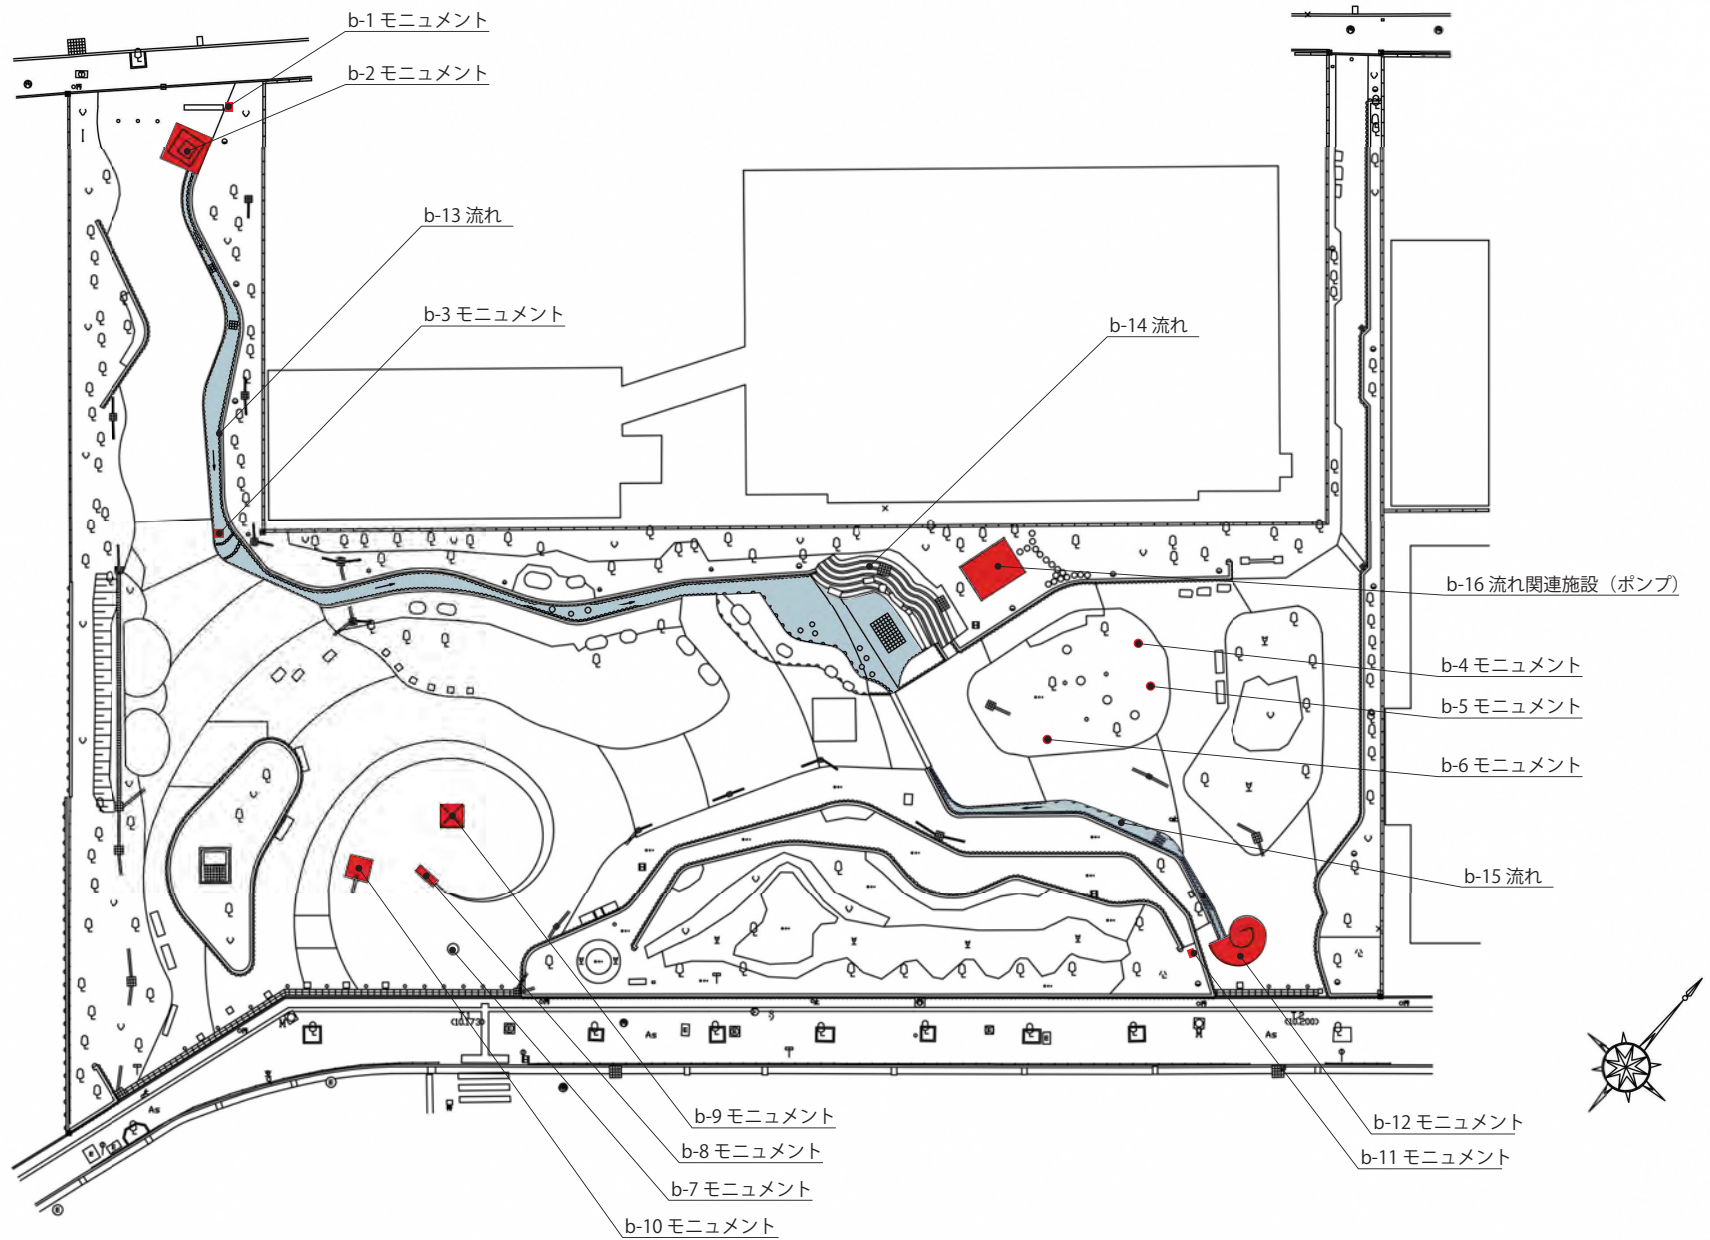 b-1 モニュメント
b-2 モニュメント
b-13 流れ
b-3 モニュメント
b-14 流れ
b-16 流れ関連施設（ポンプ）
b-4 モニュメント
b-5 モニュメント
b-6 モニュメント
b-15 流れ
As
As
As
b-9 モニュメント
b-8 モニュメント
b-7 モニュメント
b-10 モニュメント
b-12 モニュメント
b-11 モニュメント